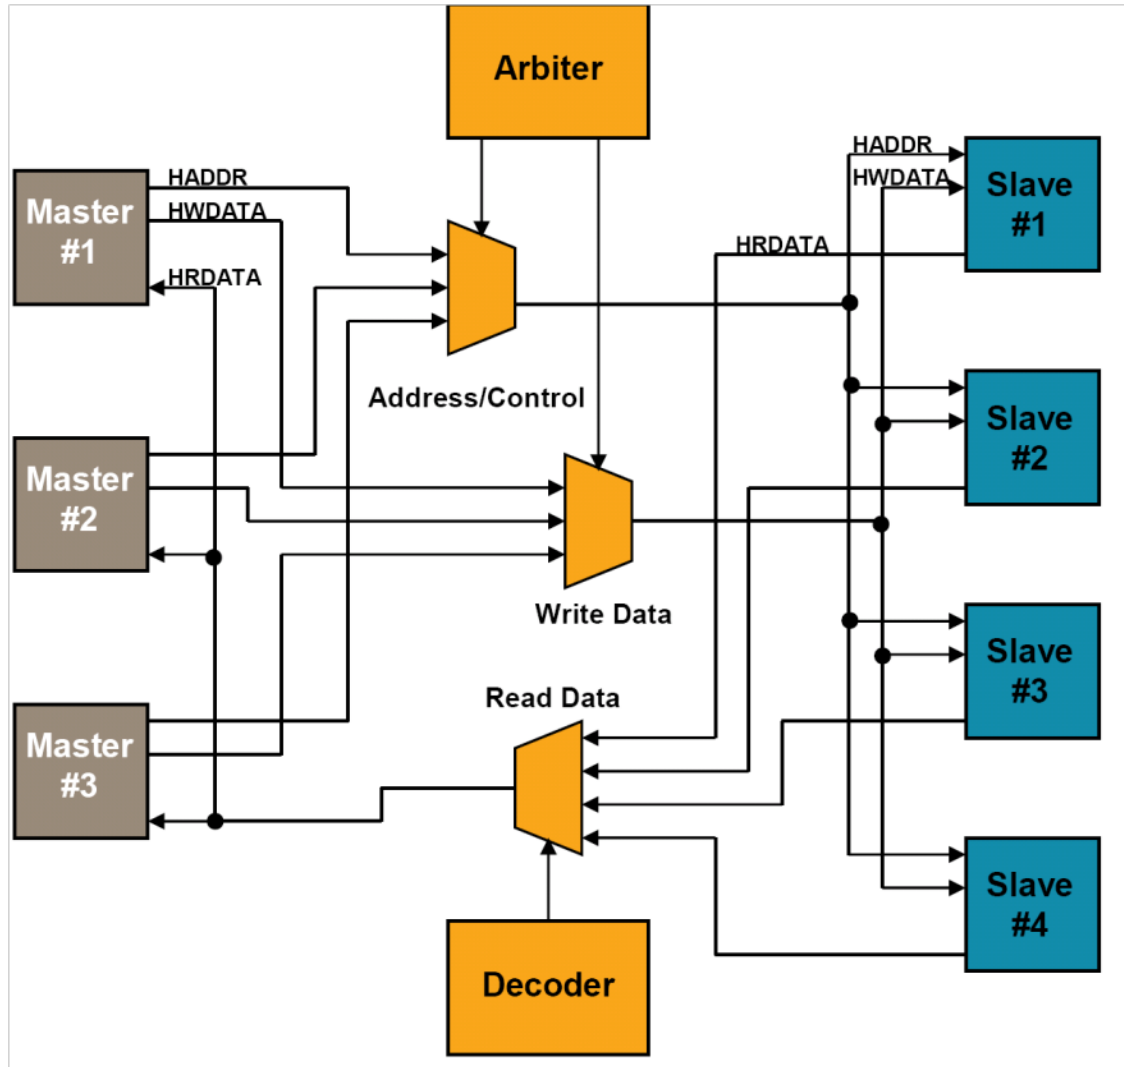 Arbiter
HADDR
HWDATA
Slave
#1
HADDR
HWDATA
HRDATA
Master
#1
HRDATA
Address/Control
Slave
#2
Master
#2
Write Data
Slave
#3
Read Data
Master
#3
Slave
#4
Decoder